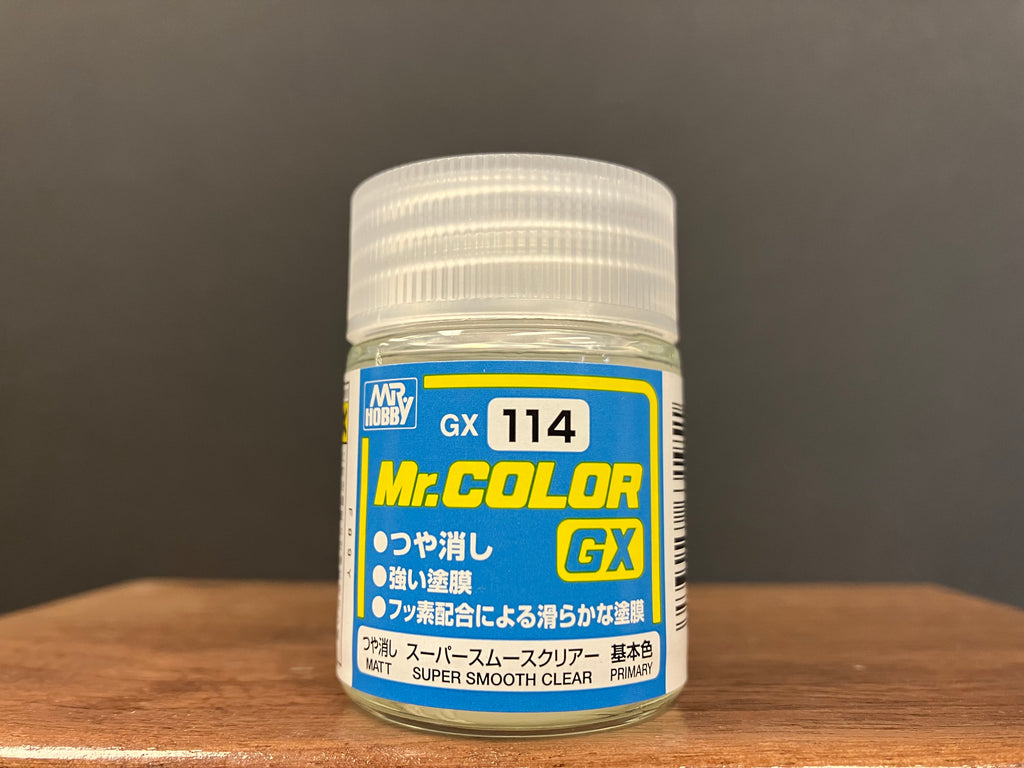 MR HOBBY
GX 114
Mr.COLOR
GX
●つや消し
●強い塗膜
●フッ素配合による滑らかな塗膜
つや消し スーパースムースクリアー 基本色
MATT SUPER SMOOTH CLEAR PRIMARY